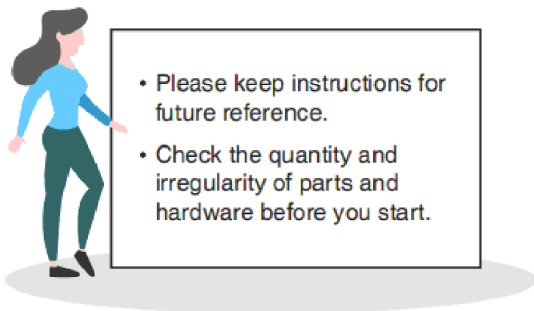 • Please keep instructions for
future reference.
• Check the quantity and
irregularity of parts and
hardware before you start.